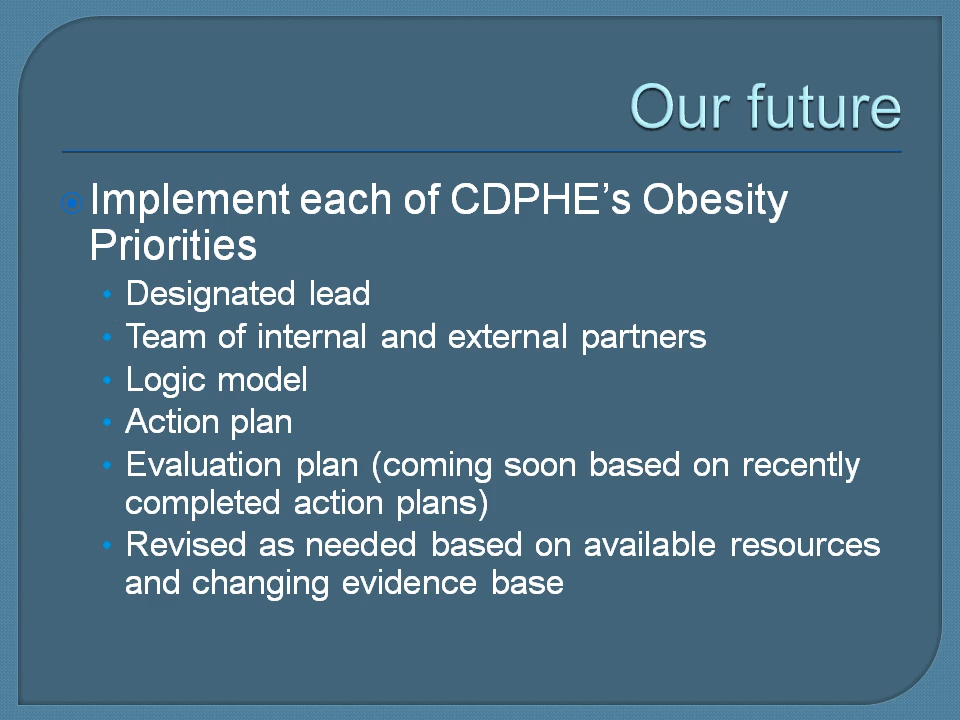 Our future
Implement each of CDPHE’s Obesity
Priorities
• Designated lead
• Team of internal and external partners
• Logic model
• Action plan
• Evaluation plan (coming soon based on recently
completed action plans)
• Revised as needed based on available resources
and changing evidence base